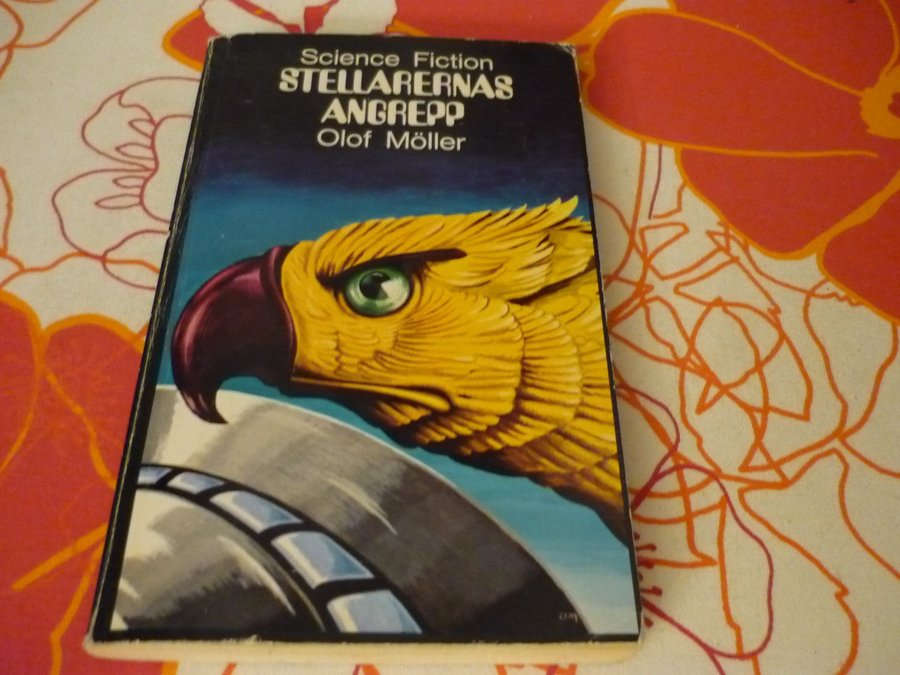 Science Fiction
STELLARERNAS
ANGREPP
Olof Möller